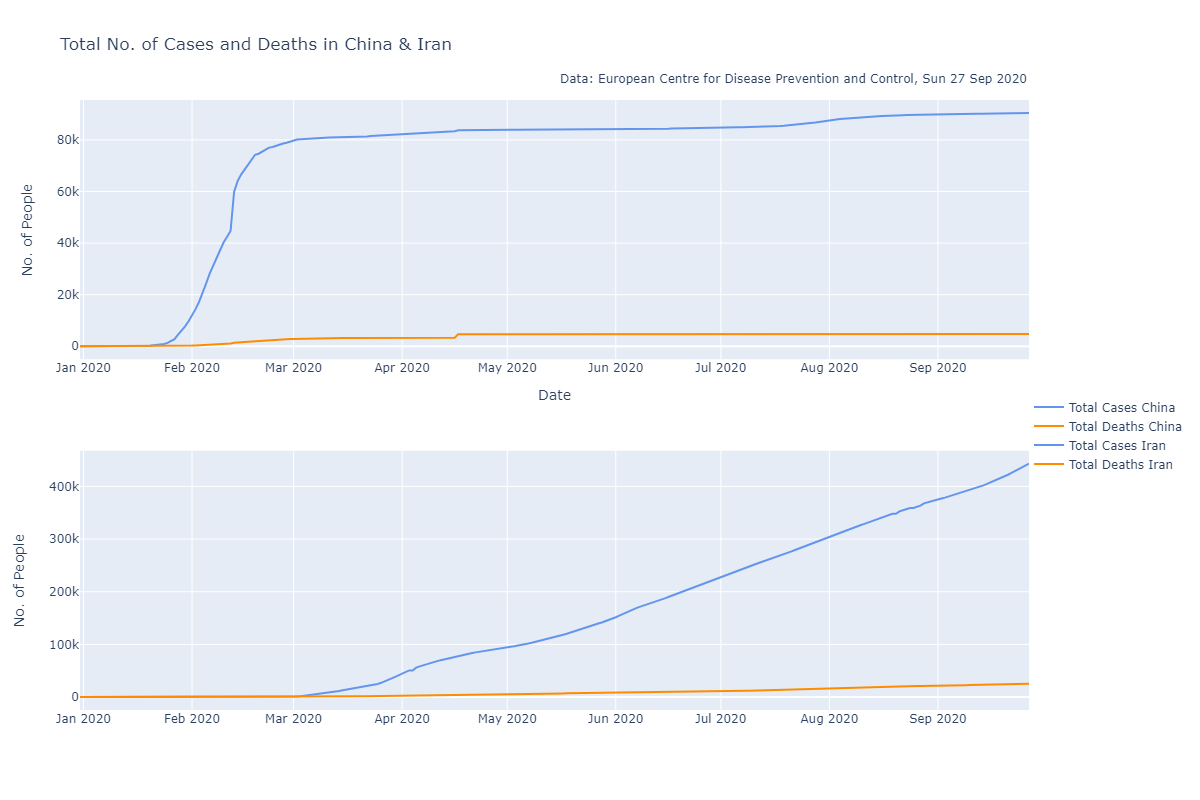 Total No. of Cases and Deaths in China & Iran
Data: European Centre for Disease Prevention and Control, Sun 27 Sep 2020
No. of People
80k
60k
40k
20k
0
Jan 2020 Feb 2020 Mar 2020 Apr 2020 May 2020 Jun 2020 Jul 2020 Aug 2020 Sep 2020
Date
Total Cases China
Total Deaths China
Total Cases Iran
Total Deaths Iran
No. of People
400k
300k
200k
100k
0
Jan 2020 Feb 2020 Mar 2020 Apr 2020 May 2020 Jun 2020 Jul 2020 Aug 2020 Sep 2020